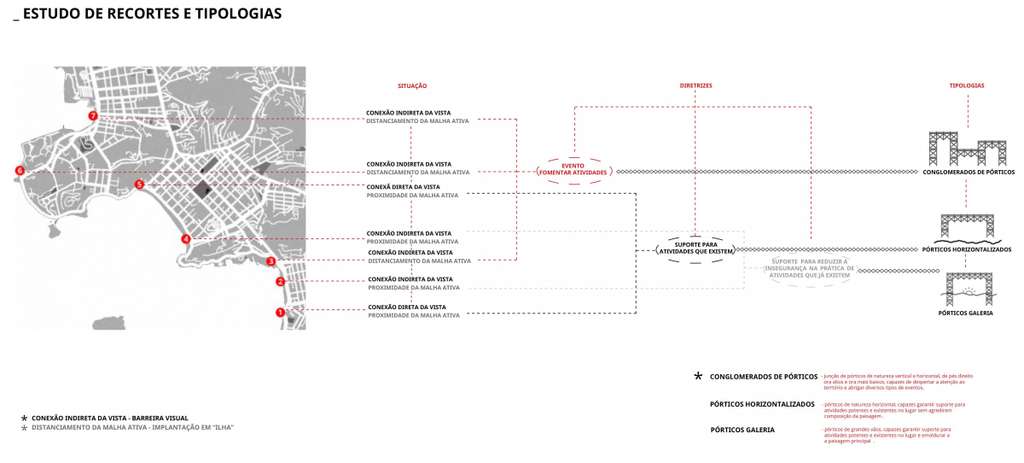 _ ESTUDO DE RECORTES E TIPOLOGIAS
SITUAÇÃO
DIRETRIZES
TIPOLOGIAS
7
CONEXÃO INDIRETA DA VISTA
DISTANCIAMENTO DA MALHA ATIVA
6
CONEXÃO INDIRETA DA VISTA
DISTANCIAMENTO DA MALHA ATIVA
EVENTO
FOMENTAR ATIVIDADES
CONGLOMERADOS DE PÓRTICOS
5
CONEXÃ DIRETA DA VISTA
PROXIMIDADE DA MALHA ATIVA
4
CONEXÃO INDIRETA DA VISTA
PROXIMIDADE DA MALHA ATIVA
SUPORTE PARA
ATIVIDADES QUE EXISTEM
PÓRTICOS HORIZONTALIZADOS
3
CONEXÃO INDIRETA DA VISTA
DISTANCIAMENTO DA MALHA ATIVA
SUPORTE PARA REDUZIR A
INSEGURANÇA NA PRÁTICA DE
ATIVIDADES QUE JÁ EXISTEM
2
CONEXÃO INDIRETA DA VISTA
PROXIMIDADE DA MALHA ATIVA
1
CONEXÃO DIRETA DA VISTA
PROXIMIDADE DA MALHA ATIVA
PÓRTICOS GALERIA
* CONGLOMERADOS DE PÓRTICOS - junção de pórticos de natureza vertical e horizontal, de pés direito
ora altos e ora mais baixos, capazes de despertar a atenção ao
território e abrigar diversos tipos de eventos.
PÓRTICOS HORIZONTALIZADOS - pórticos de natureza horizontal, capazes garantir suporte para
atividades potentes e existentes no lugar sem agredirem
composição da paisagem.
PÓRTICOS GALERIA - pórticos de grandes vãos, capazes garantir suporte para
atividades potentes e existentes no lugar e emoldurar a
a paisagem principal .
* CONEXÃO INDIRETA DA VISTA - BARREIRA VISUAL
* DISTANCIAMENTO DA MALHA ATIVA - IMPLANTAÇÃO EM "ILHA"